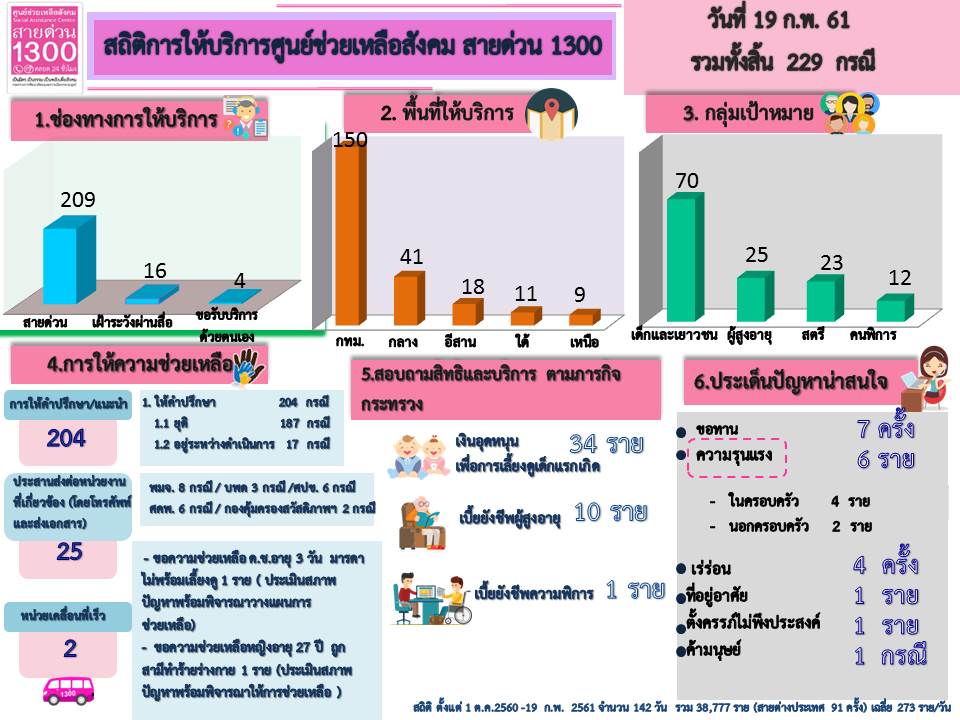 ศูนย์ช่วยเหลือสังคม
Social Assistance Center
สายด่วน
1300
ตลอด 24 ชั่วโมง
สถิติการให้บริการศูนย์ช่วยเหลือสังคม สายด่วน 1300
วันที่ 19 ก.พ. 61
รวมทั้งสิ้น 229 กรณี
1.ช่องทางการให้บริการ
209
16
4
สายด่วน เฝ้าระวังผ่านสื่อ ขอรับบริการ
ด้วยตนเอง
2. พื้นที่ให้บริการ
150
41
18
11
9
กทม. กลาง อีสาน ใต้ เหนือ
3. กลุ่มเป้าหมาย
70
25
23
12
เด็กและเยาวชน ผู้สูงอายุ สตรี คนพิการ
4.การให้ความช่วยเหลือ
การให้คำปรึกษา/แนะนำ
204
1. ให้คำปรึกษา 204 กรณี
1.1 ยุติ 187 กรณี
1.2 อยู่ระหว่างดำเนินการ 17 กรณี
ประสานส่งต่อหน่วยงาน
ที่เกี่ยวข้อง (โดยโทรศัพท์
และส่งเอกสาร)
25
พมจ. 8 กรณี / บพด 3 กรณี /ศปข. 6 กรณี
ศดพ. 6 กรณี / กองคุ้มครองสวัสดิภาพฯ 2 กรณี
หน่วยเคลื่อนที่เร็ว
2
1300
- ขอความช่วยเหลือ ด.ช.อายุ 3 วัน มารดา
ไม่พร้อมเลี้ยงดู 1 ราย ( ประเมินสภาพ
ปัญหาพร้อมพิจารณาวางแผนการ
ช่วยเหลือ)
- ขอความช่วยเหลือหญิงอายุ 27 ปี ถูก
สามีทำร้ายร่างกาย 1 ราย (ประเมินสภาพ
ปัญหาพร้อมพิจารณาให้การช่วยเหลือ )
5.สอบถามสิทธิและบริการ ตามภารกิจ
กระทรวง
เงินอุดหนุน 34 ราย
เพื่อการเลี้ยงดูเด็กแรกเกิด
เบี้ยยังชีพผู้สูงอายุ 10 ราย
เบี้ยยังชีพความพิการ 1 ราย
6.ประเด็นปัญหาน่าสนใจ
ขอทาน 7 ครั้ง
ความรุนแรง 6 ราย
- ในครอบครัว 4 ราย
- นอกครอบครัว 2 ราย
เร่ร่อน 4 ครั้ง
ที่อยู่อาศัย 1 ราย
ตั้งครรภ์ไม่พึงประสงค์ 1 ราย
ค้ามนุษย์ 1 กรณี
สถิติ ตั้งแต่ 1 ต.ค.2560 -19 ก.พ. 2561 จำนวน 142 วัน รวม 38,777 ราย (สายต่างประเทศ 91 ครั้ง) เฉลี่ย 273 ราย/วัน